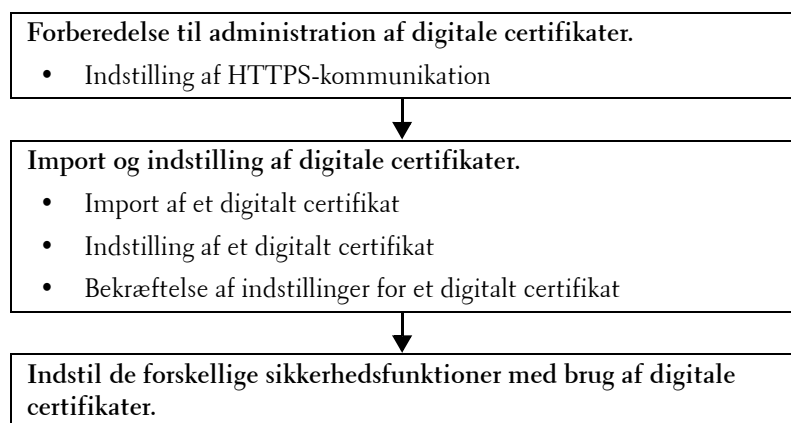 Forberedelse til administration af digitale certifikater.
• Indstilling af HTTPS-kommunikation
Import og indstilling af digitale certifikater.
• Import af et digitalt certifikat
• Indstilling af et digitalt certifikat
• Bekræftelse af indstillinger for et digitalt certifikat
Indstil de forskellige sikkerhedsfunktioner med brug af digitale
certifikater.